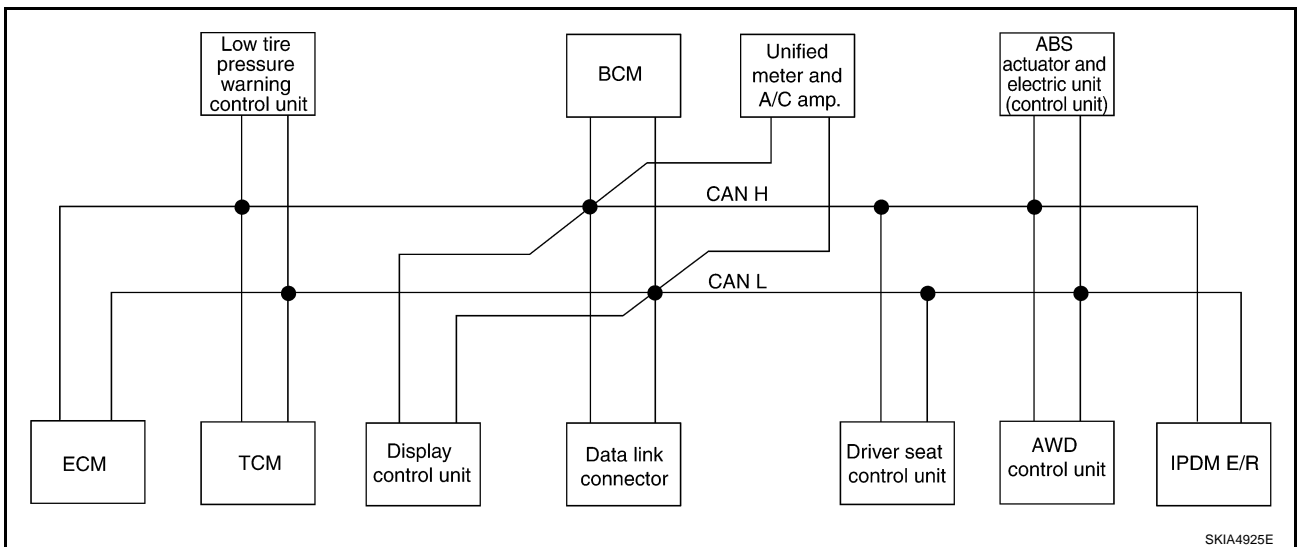 Low tire
pressure
warning
control unit
BCM
Unified
meter and
A/C amp.
ABS
actuator and
electric unit
(control unit)
CAN H
CAN L
ECM
TCM
Display
control unit
Data link
connector
Driver seat
control unit
AWD
control unit
IPDM E/R
SKIA4925E